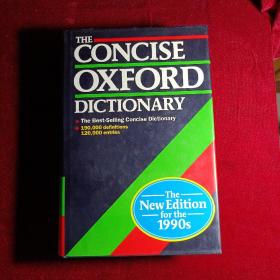 THE
CONCISE
OXFORD
DICTIONARY
The Best-Selling Concise Dictionary
190,000 definitions
120,000 entries
The
New Edition
for the
1990s